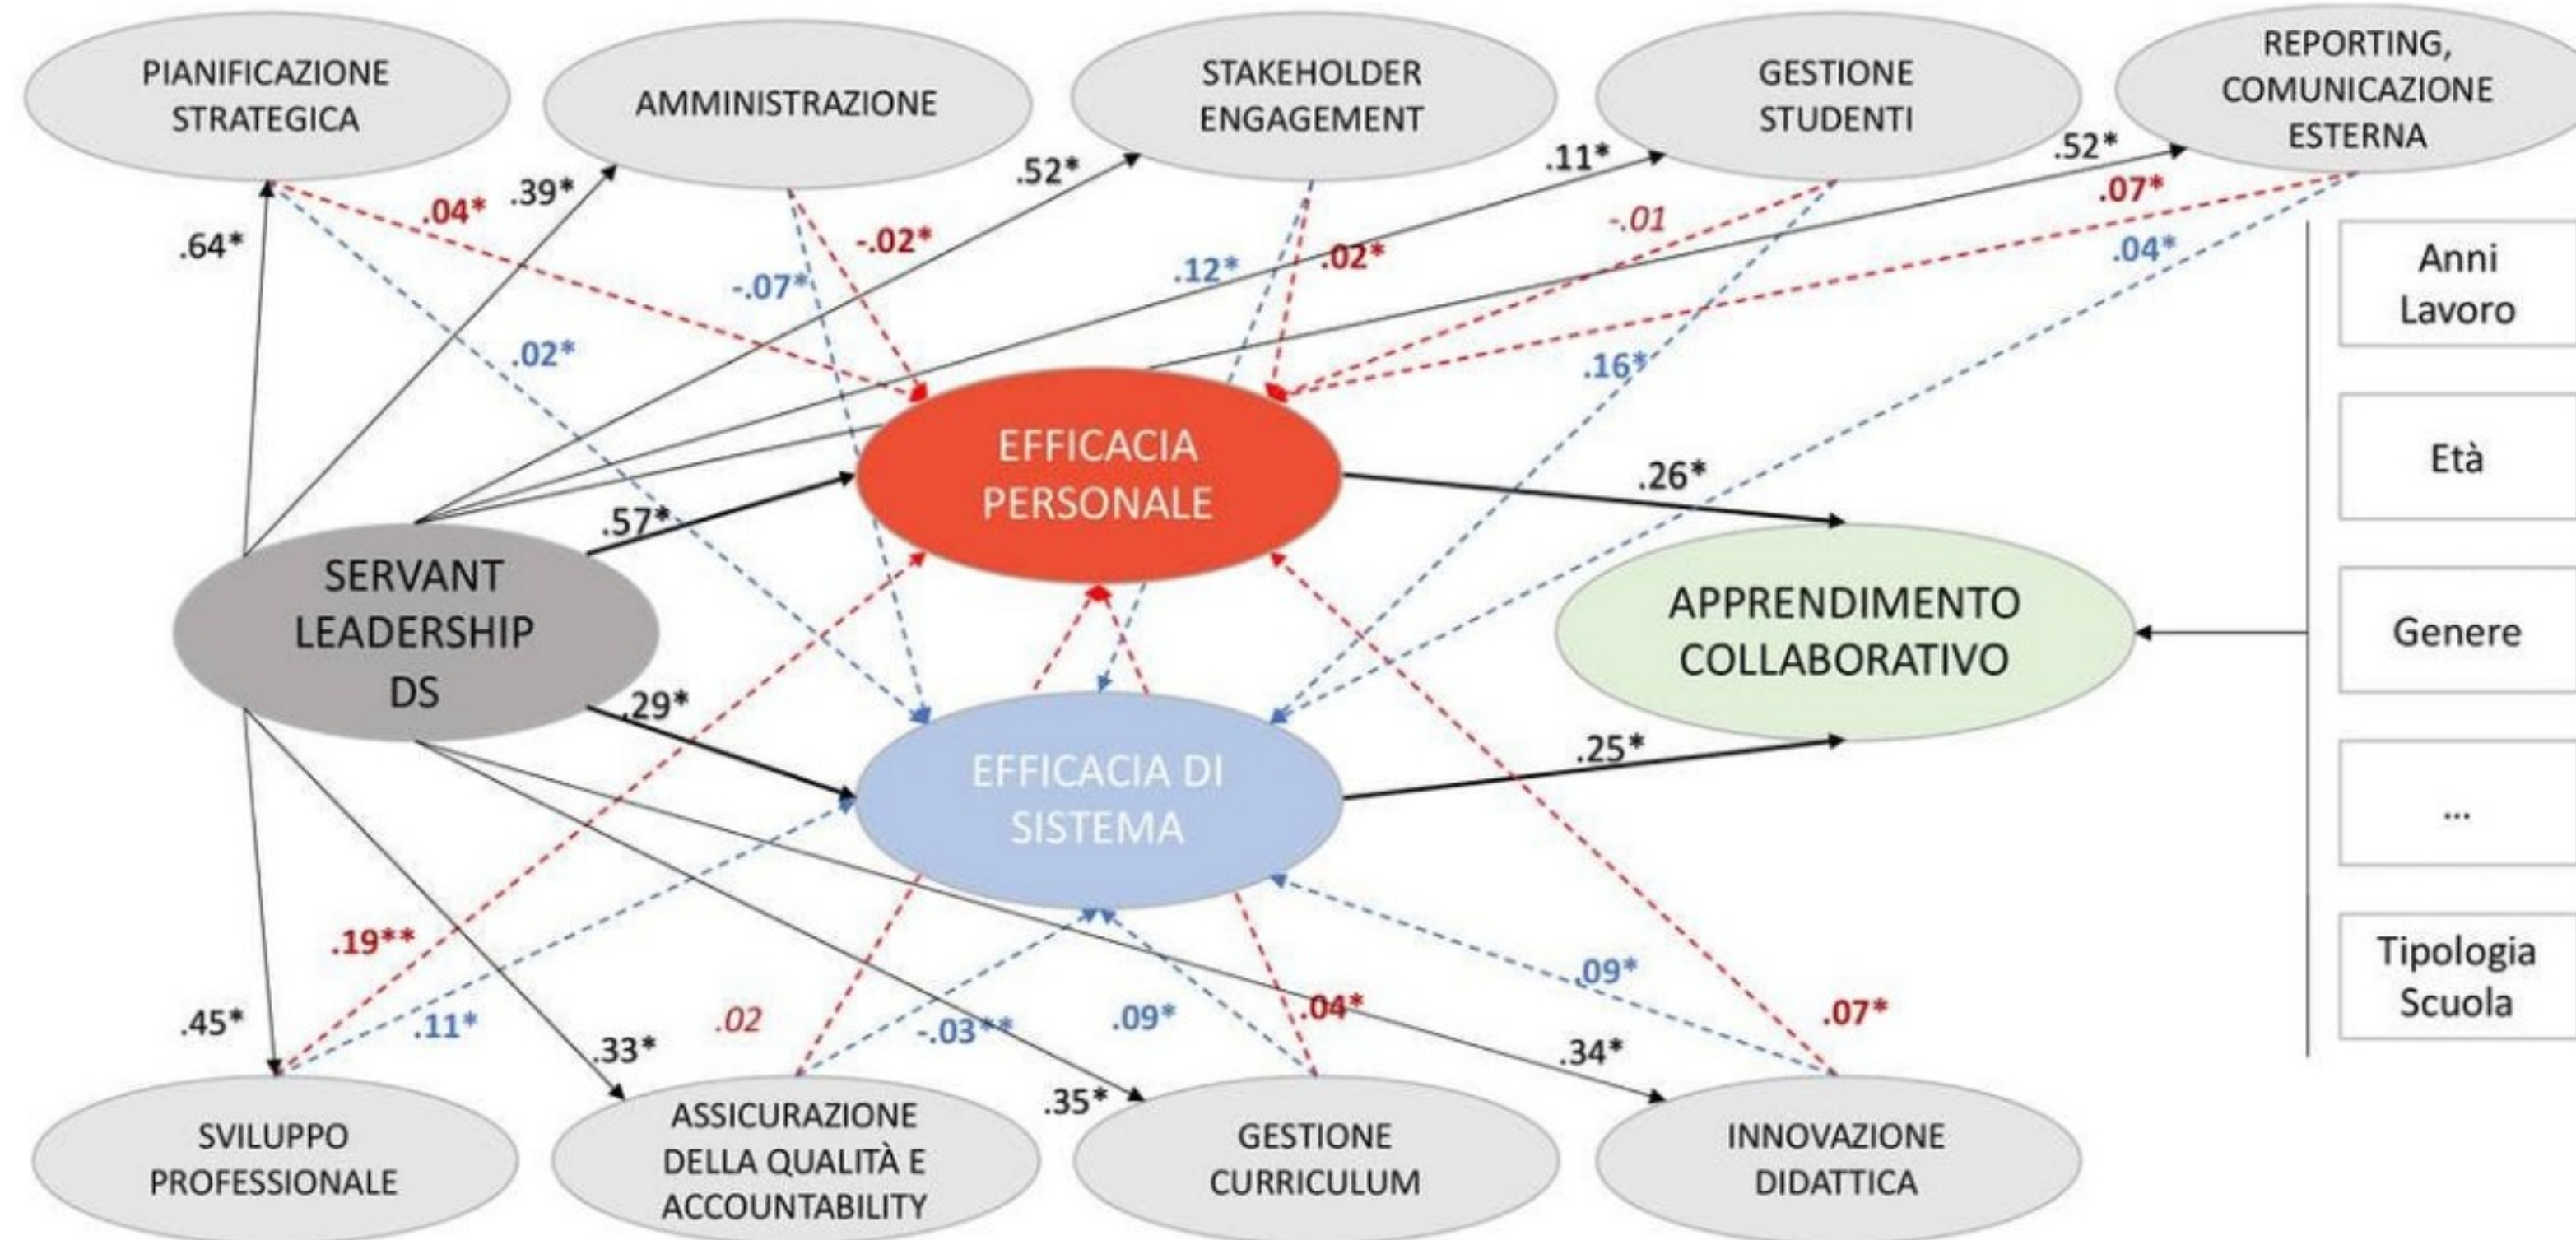 PIANIFICAZIONE
STRATEGICA
AMMINISTRAZIONE
STAKEHOLDER
ENGAGEMENT
GESTIONE
STUDENTI
REPORTING,
COMUNICAZIONE
ESTERNA
.64*
.04*
.39*
-.02*
.52*
.11*
-.01
.52*
.07*
.02*
-.07*
.12*
.02*
.16*
.04*
Anni
Lavoro
Età
Genere
...
Tipologia
Scuola
EFFICACIA
PERSONALE
.57*
.26*
SERVANT
LEADERSHIP
DS
APPRENDIMENTO
COLLABORATIVO
.29*
EFFICACIA DI
SISTEMA
.25*
.19**
.45*
.11*
.33*
.02
-.03**
.35*
.09*
.04*
.09*
.34*
.07*
SVILUPPO
PROFESSIONALE
ASSICURAZIONE
DELLA QUALITÀ E
ACCOUNTABILITY
GESTIONE
CURRICULUM
INNOVAZIONE
DIDATTICA